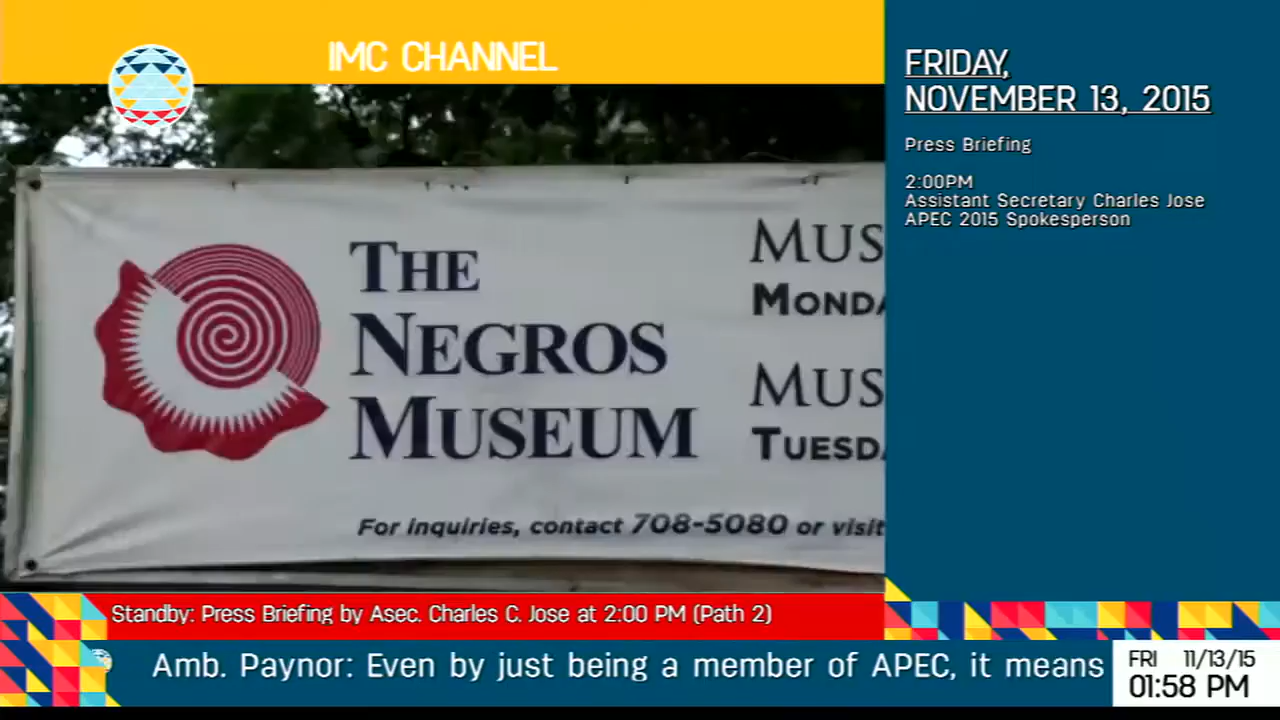 IMC CHANNEL
FRIDAY,
NOVEMBER 13, 2015
Press Briefing
2:00PM
Assistant Secretary Charles Jose
APEC 2015 Spokesperson
THE
NEGROS
MUSEUM
MUS
MONDA
MUS
TUESDA
For inquiries, contact 708-5080 or visit
Standby: Press Briefing by Asec. Charles C. Jose at 2:00 PM (Path 2)
Amb. Paynor: Even by just being a member of APEC, it means
FRI 11/13/15
01:58 PM